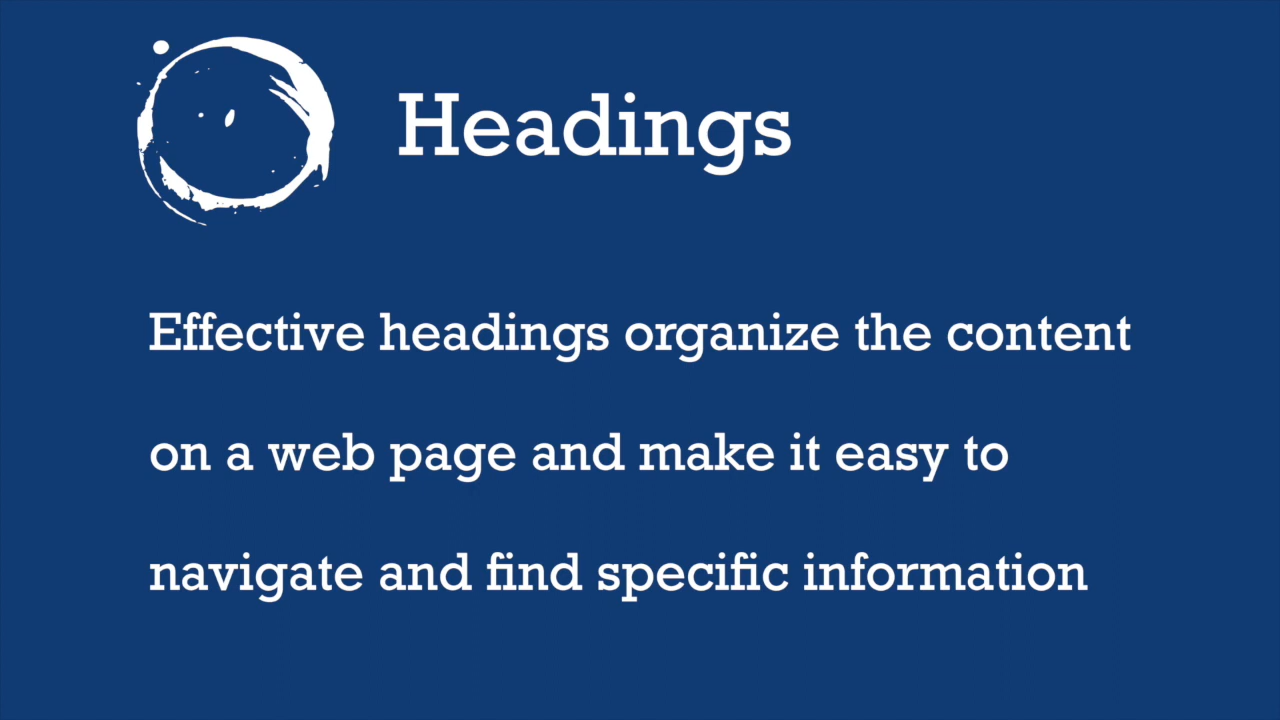 Headings
Effective headings organize the content
on a web page and make it easy to
navigate and find specific information